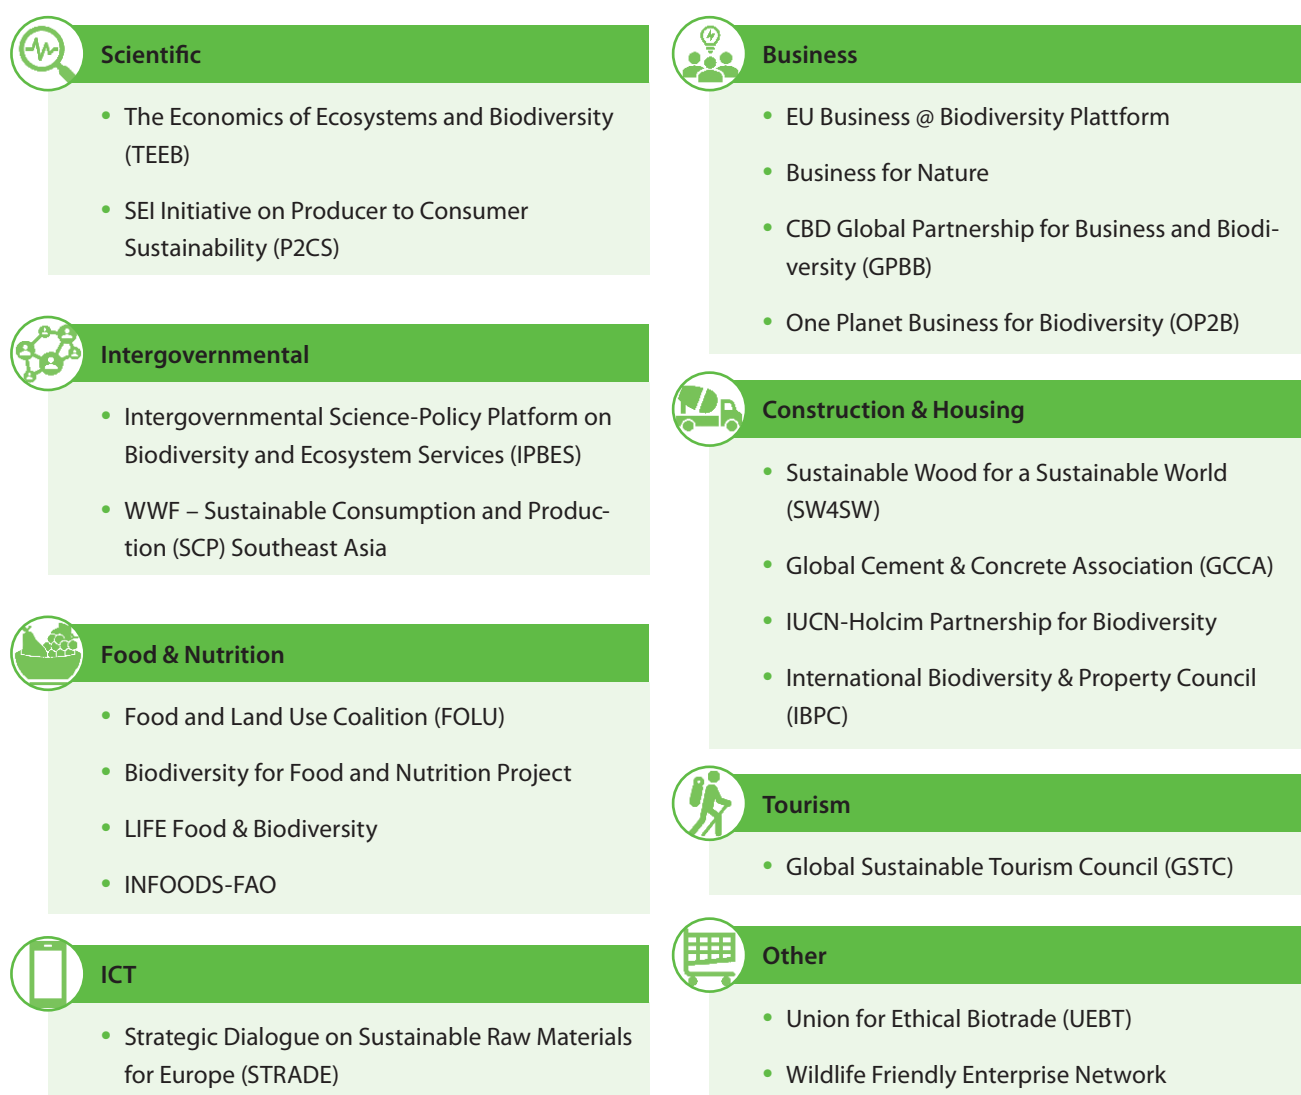 Scientific
• The Economics of Ecosystems and Biodiversity
(TEEB)
• SEI Initiative on Producer to Consumer
Sustainability (P2CS)
Intergovernmental
• Intergovernmental Science-Policy Platform on
Biodiversity and Ecosystem Services (IPBES)
• WWF – Sustainable Consumption and Produc-
tion (SCP) Southeast Asia
Food & Nutrition
• Food and Land Use Coalition (FOLU)
• Biodiversity for Food and Nutrition Project
• LIFE Food & Biodiversity
• INFOODS-FAO
ICT
• Strategic Dialogue on Sustainable Raw Materials
for Europe (STRADE)
Business
• EU Business @ Biodiversity Plattform
• Business for Nature
• CBD Global Partnership for Business and Biodi-
versity (GPBB)
• One Planet Business for Biodiversity (OP2B)
Construction & Housing
• Sustainable Wood for a Sustainable World
(SW4SW)
• Global Cement & Concrete Association (GCCA)
• IUCN-Holcim Partnership for Biodiversity
• International Biodiversity & Property Council
(IBPC)
Tourism
• Global Sustainable Tourism Council (GSTC)
Other
• Union for Ethical Biotrade (UEBT)
• Wildlife Friendly Enterprise Network